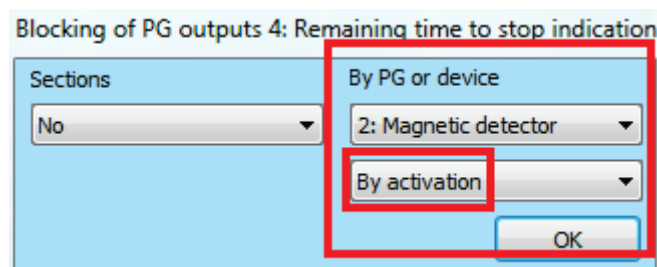 Blocking of PG outputs 4: Remaining time to stop indication
Sections
By PG or device
No
2: Magnetic detector
By activation
OK